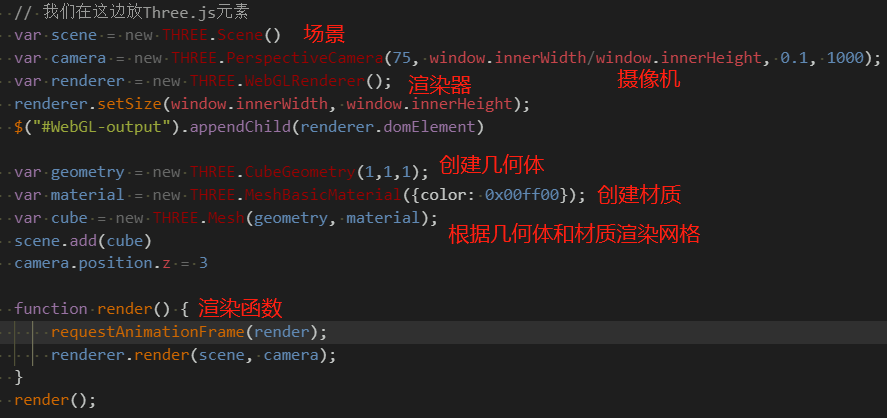 // 我们在这边放Three.js元素
var scene = new THREE.Scene() 场景
var camera = new THREE.PerspectiveCamera(75, window.innerWidth/window.innerHeight, 0.1, 1000);
var renderer = new THREE.WebGLRenderer(); 渲染器 摄像机
renderer.setSize(window.innerWidth, window.innerHeight);
$("#WebGL-output").appendChild(renderer.domElement)
var geometry = new THREE.CubeGeometry(1,1,1); 创建几何体
var material = new THREE.MeshBasicMaterial({color: 0x00ff00}); 创建材质
var cube = new THREE.Mesh(geometry, material);
根据几何体和材质渲染网格
scene.add(cube)
camera.position.z = 3
function render() { 渲染函数
requestAnimationFrame(render);
renderer.render(scene, camera);
}
render();